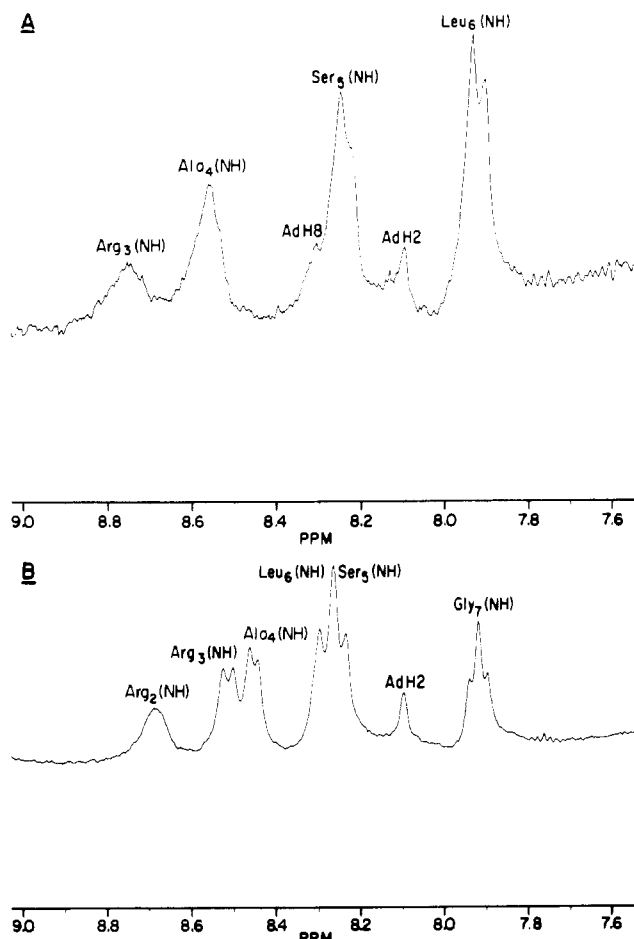 A
Leu6(NH)
Ser5(NH)
Ala4(NH)
Arg3(NH)
AdH8
AdH2
9.0 8.8 8.6 8.4 8.2 8.0 7.8 7.6
PPM
B
Leu6(NH) Ser5(NH)
Gly7(NH)
Arg3(NH) Ala4(NH)
Arg2(NH)
AdH2
9.0 8.8 8.6 8.4 8.2 8.0 7.8 7.6
PPM